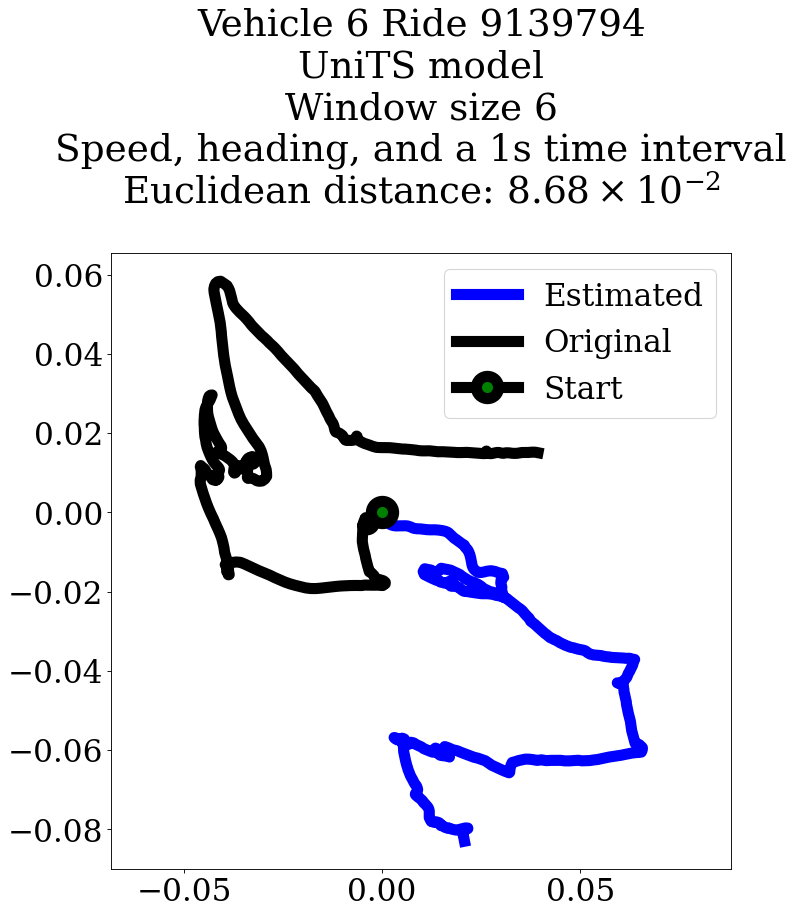 Vehicle 6 Ride 9139794
UniTS model
Window size 6
Speed, heading, and a 1s time interval
Euclidean distance: 8.68 × 10⁻²
Estimated
Original
Start
0.06
0.04
0.02
0.00
−0.02
−0.04
−0.06
−0.08
−0.05 0.00 0.05